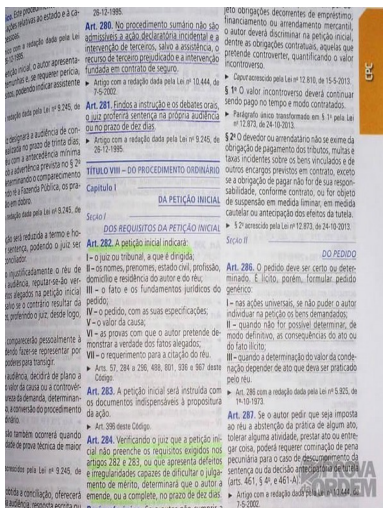 26-12-1995.
Art. 280. No procedimento sumário não são
admissíveis a ação declaratória incidental e a
intervenção de terceiros, salvo a assistência, o
recurso de terceiro prejudicado e a intervenção
fundada em contrato de seguro.
Artigo com a redação dada pela Lei nº 10.444, de
7-5-2002.
Art. 281. Findos a instrução e os debates orais,
o juiz proferirá sentença na própria audiência
ou no prazo de dez dias.
Artigo com a redação dada pela Lei nº 9.245, de
26-12-1995.
TÍTULO VIII – DO PROCEDIMENTO ORDINÁRIO
Capítulo I
DA PETIÇÃO INICIAL
Seção I
DOS REQUISITOS DA PETIÇÃO INICIAL
Art. 282. A petição inicial indicará:
I – o juiz ou tribunal, a que é dirigida;
II – os nomes, prenomes, estado civil, profissão,
domicílio e residência do autor e do réu;
III – o fato e os fundamentos jurídicos do
pedido;
IV – o pedido, com as suas especificações;
V – o valor da causa;
VI – as provas com que o autor pretende de-
monstrar a verdade dos fatos alegados;
VII – o requerimento para a citação do réu.
Arts. 57, 284 a 296, 488, 801, 936 e 967 deste
Código.
Art. 283. A petição inicial será instruída com
os documentos indispensáveis à propositura
da ação.
Art. 396 deste Código.
Art. 284. Verificando o juiz que a petição ini-
cial não preenche os requisitos exigidos nos
artigos 282 e 283, ou que apresenta defeitos
e irregularidades capazes de dificultar o julga-
mento de mérito, determinará que o autor a
emende, ou a complete, no prazo de dez dias.
jeto obrigações decorrentes de empréstimo,
financiamento ou arrendamento mercantil,
o autor deverá discriminar na petição inicial,
dentre as obrigações contratuais, aquelas que
pretende controverter, quantificando o valor
incontroverso.
Caput acrescido pela Lei nº 12.810, de 15-5-2013.
§ 1º O valor incontroverso deverá continuar
sendo pago no tempo e modo contratados.
Parágrafo único transformado em § 1º pela Lei
nº 12.873, de 24-10-2013.
§ 2º O devedor ou arrendatário não se exime da
obrigação de pagamento dos tributos, multas e
taxas incidentes sobre os bens vinculados e de
outros encargos previstos em contrato, exceto
se a obrigação de pagar não for de sua respon-
sabilidade, conforme contrato, ou for objeto
de suspensão em medida liminar, em medida
cautelar ou antecipação dos efeitos da tutela.
§ 2º acrescido pela Lei nº 12.873, de 24-10-2013.
Seção II
DO PEDIDO
Art. 286. O pedido deve ser certo ou deter-
minado. É lícito, porém, formular pedido
genérico:
I – nas ações universais, se não puder o autor
individuar na petição os bens demandados;
II – quando não for possível determinar, de
modo definitivo, as consequências do ato ou
do fato ilícito;
III – quando a determinação do valor da conde-
nação depender de ato que deva ser praticado
pelo réu.
Art. 286 com a redação dada pela Lei nº 5.925, de
1º-10-1973.
Art. 287. Se o autor pedir que seja imposta
ao réu a abstenção da prática de algum ato,
tolerar alguma atividade, prestar ato ou entre-
gar coisa, poderá requerer cominação de pena
pecuniária para o caso de descumprimento da
sentença ou da decisão antecipatória de tutela
(arts. 461, § 4º, e 461-A).
Artigo com a redação dada pela Lei nº 10.444, de
7-5-2002.
CPC
PROVA
ORDEM